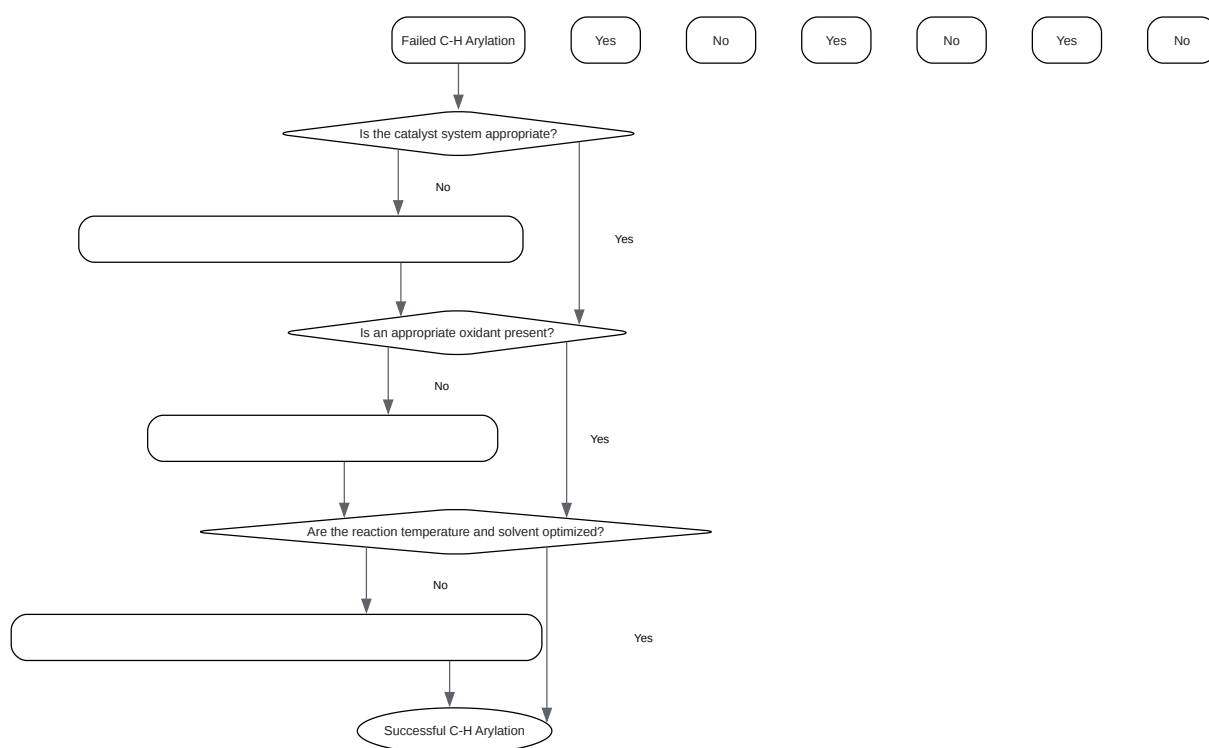 Failed C-H Arylation
Yes
No
Yes
No
Yes
No
Is the catalyst system appropriate?
No
Yes
Is an appropriate oxidant present?
No
Yes
Are the reaction temperature and solvent optimized?
No
Yes
Successful C-H Arylation